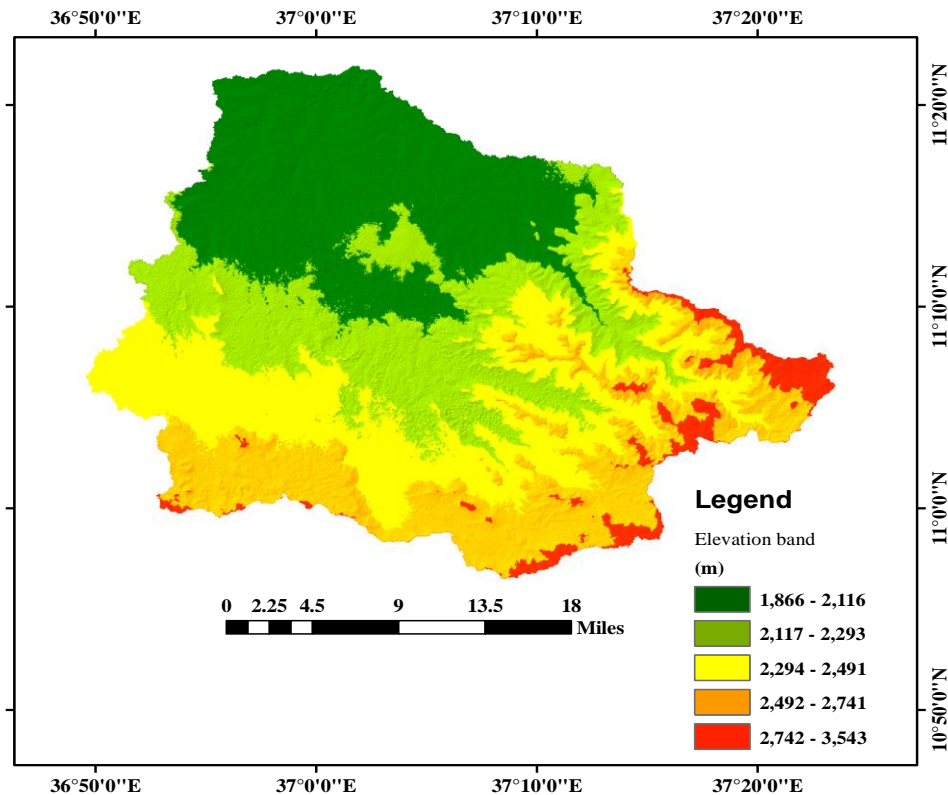 36°50'0"E 37°0'0"E 37°10'0"E 37°20'0"E
11°20'0"N
11°10'0"N
11°0'0"N
10°50'0"N
Legend
Elevation band
(m)
1,866 - 2,116
2,117 - 2,293
2,294 - 2,491
2,492 - 2,741
2,742 - 3,543
0 2.25 4.5 9 13.5 18
Miles
36°50'0"E 37°0'0"E 37°10'0"E 37°20'0"E